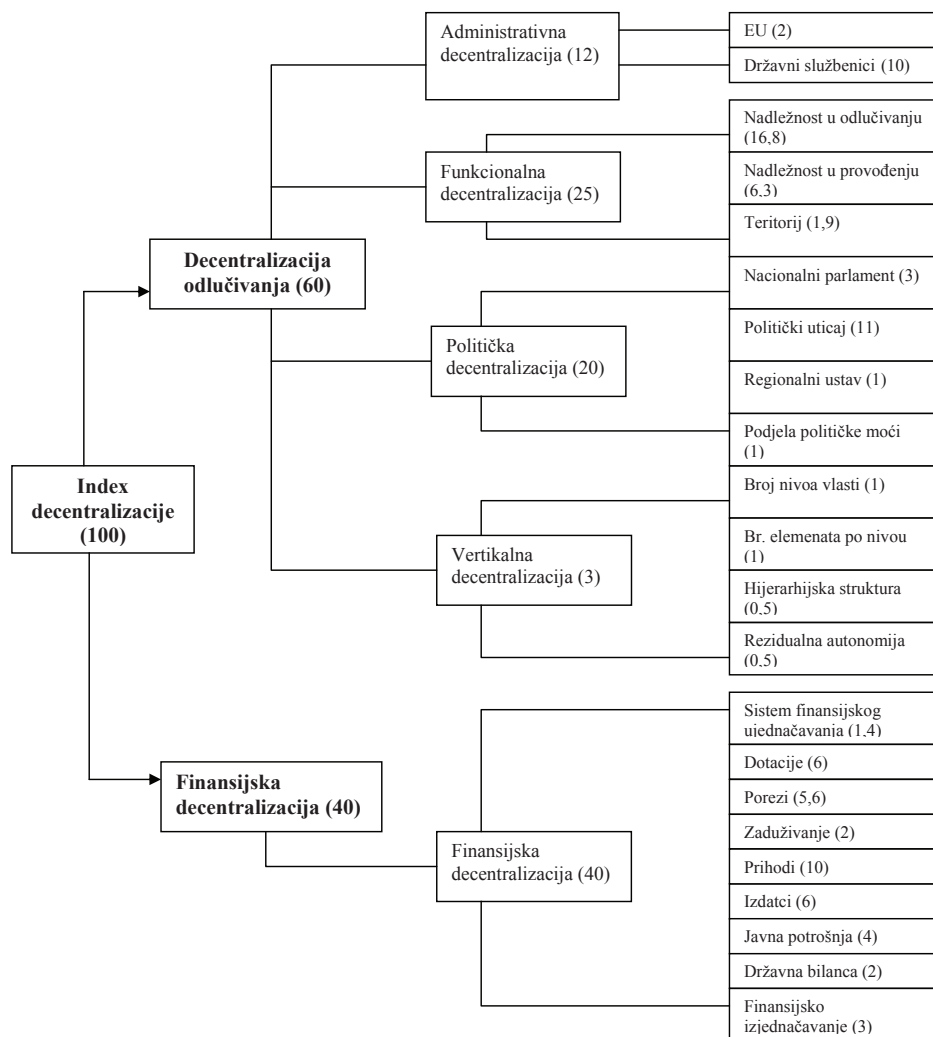 Index
decentralizacije
(100)
Decentralizacija
odlučivanja (60)
Administrativna
decentralizacija (12)
EU (2)
Državni službenici (10)
Funkcionalna
decentralizacija (25)
Nadležnost u odlučivanju
(16,8)
Nadležnost u provođenju
(6,3)
Teritorij (1,9)
Politička
decentralizacija (20)
Nacionalni parlament (3)
Politički uticaj (11)
Regionalni ustav (1)
Podjela političke moći
(1)
Vertikalna
decentralizacija (3)
Broj nivoa vlasti (1)
Br. elemenata po nivou
(1)
Hijerarhijska struktura
(0,5)
Rezidualna autonomija
(0,5)
Finansijska
decentralizacija (40)
Finansijska
decentralizacija (40)
Sistem finansijskog
ujednačavanja (1,4)
Dotacije (6)
Porezi (5,6)
Zaduživanje (2)
Prihodi (10)
Izdatci (6)
Javna potrošnja (4)
Državna bilanca (2)
Finansijsko
izjednačavanje (3)